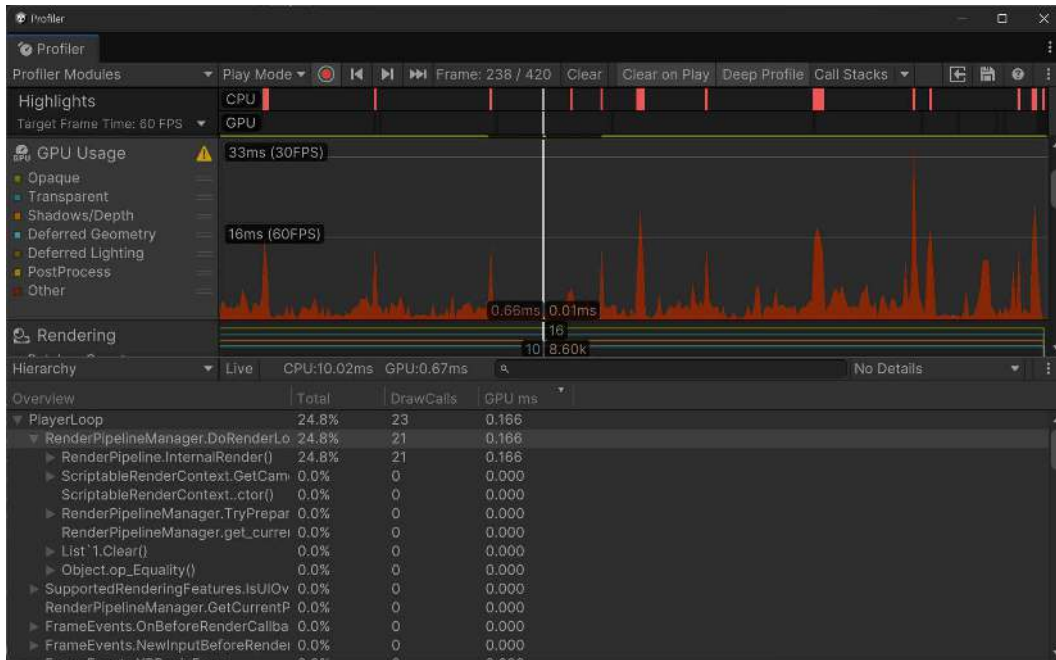 Profiler
Profiler
Profiler Modules Play Mode Frame: 238 / 420 Clear Clear on Play Deep Profile Call Stacks
Highlights CPU
Target Frame Time: 60 FPS GPU
GPU Usage 33ms (30FPS)
Opaque
Transparent
Shadows/Depth
Deferred Geometry 16ms (60FPS)
Deferred Lighting
PostProcess
Other
0.66ms 0.01ms
Rendering 16
10 8.60k
Hierarchy Live CPU:10.02ms GPU:0.67ms No Details
Overview Total DrawCalls GPU ms
PlayerLoop 24.8% 23 0.166
RenderPipelineManager.DoRenderLo 24.8% 21 0.166
RenderPipeline.InternalRender() 24.8% 21 0.166
ScriptableRenderContext.GetCam 0.0% 0 0.000
ScriptableRenderContext..ctor() 0.0% 0 0.000
RenderPipelineManager.TryPrepar 0.0% 0 0.000
RenderPipelineManager.get_curre 0.0% 0 0.000
List`1.Clear() 0.0% 0 0.000
Object.op_Equality() 0.0% 0 0.000
SupportedRenderingFeatures.IsUIOv 0.0% 0 0.000
RenderPipelineManager.GetCurrentP 0.0% 0 0.000
FrameEvents.OnBeforeRenderCallba 0.0% 0 0.000
FrameEvents.NewInputBeforeRender 0.0% 0 0.000